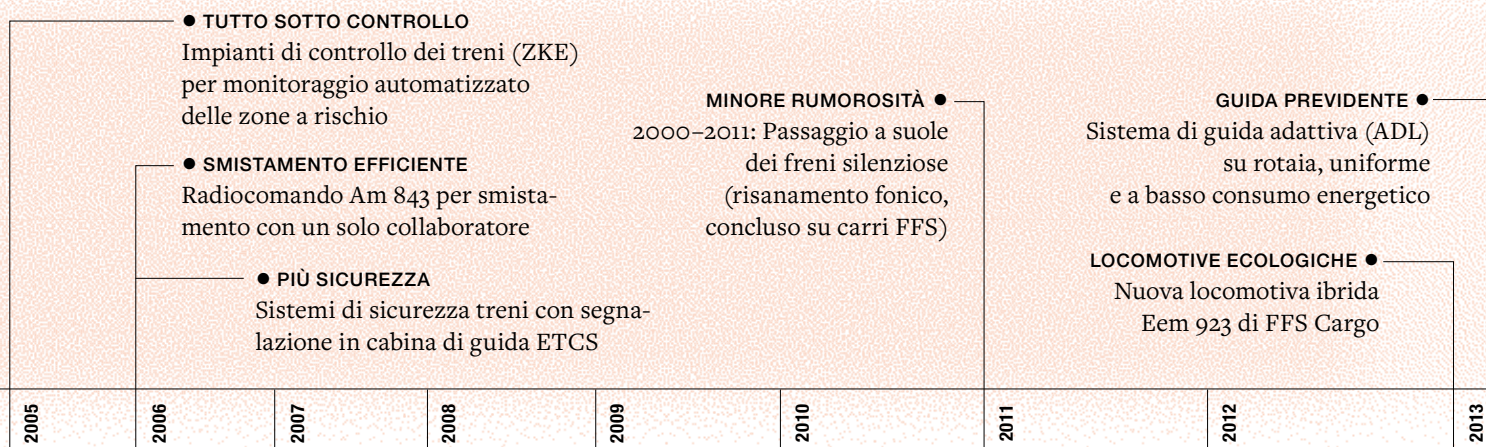 ● TUTTO SOTTO CONTROLLO
Impianti di controllo dei treni (ZKE)
per monitoraggio automatizzato
delle zone a rischio
● SMISTAMENTO EFFICIENTE
Radiocomando Am 843 per smista-
mento con un solo collaboratore
● PIÙ SICUREZZA
Sistemi di sicurezza treni con segna-
lazione in cabina di guida ETCS
MINORE RUMOROSITÀ ●
2000–2011: Passaggio a suole
dei freni silenziose
(risanamento fonico,
concluso su carri FFS)
GUIDA PREVIDENTE ●
Sistema di guida adattiva (ADL)
su rotaia, uniforme
e a basso consumo energetico
LOCOMOTIVE ECOLOGICHE ●
Nuova locomotiva ibrida
Eem 923 di FFS Cargo
2005
2006
2007
2008
2009
2010
2011
2012
2013